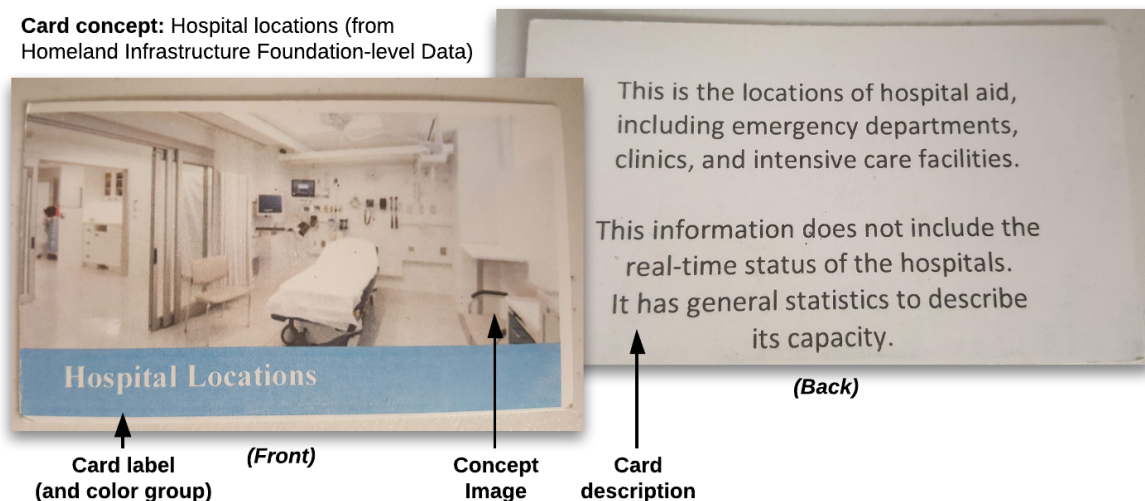 Card concept: Hospital locations (from
Homeland Infrastructure Foundation-level Data)
This is the locations of hospital aid,
including emergency departments,
clinics, and intensive care facilities.
This information does not include the
real-time status of the hospitals.
It has general statistics to describe
its capacity.
Hospital Locations
(Back)
(Front)
Card label
(and color group)
Concept
Image
Card
description